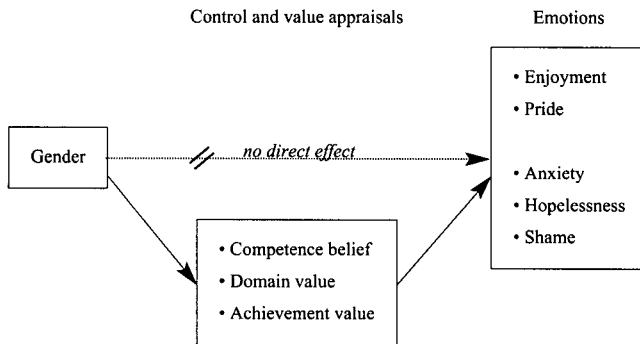 Control and value appraisals
Emotions
• Enjoyment
• Pride
Gender
no direct effect
• Anxiety
• Hopelessness
• Shame
• Competence belief
• Domain value
• Achievement value